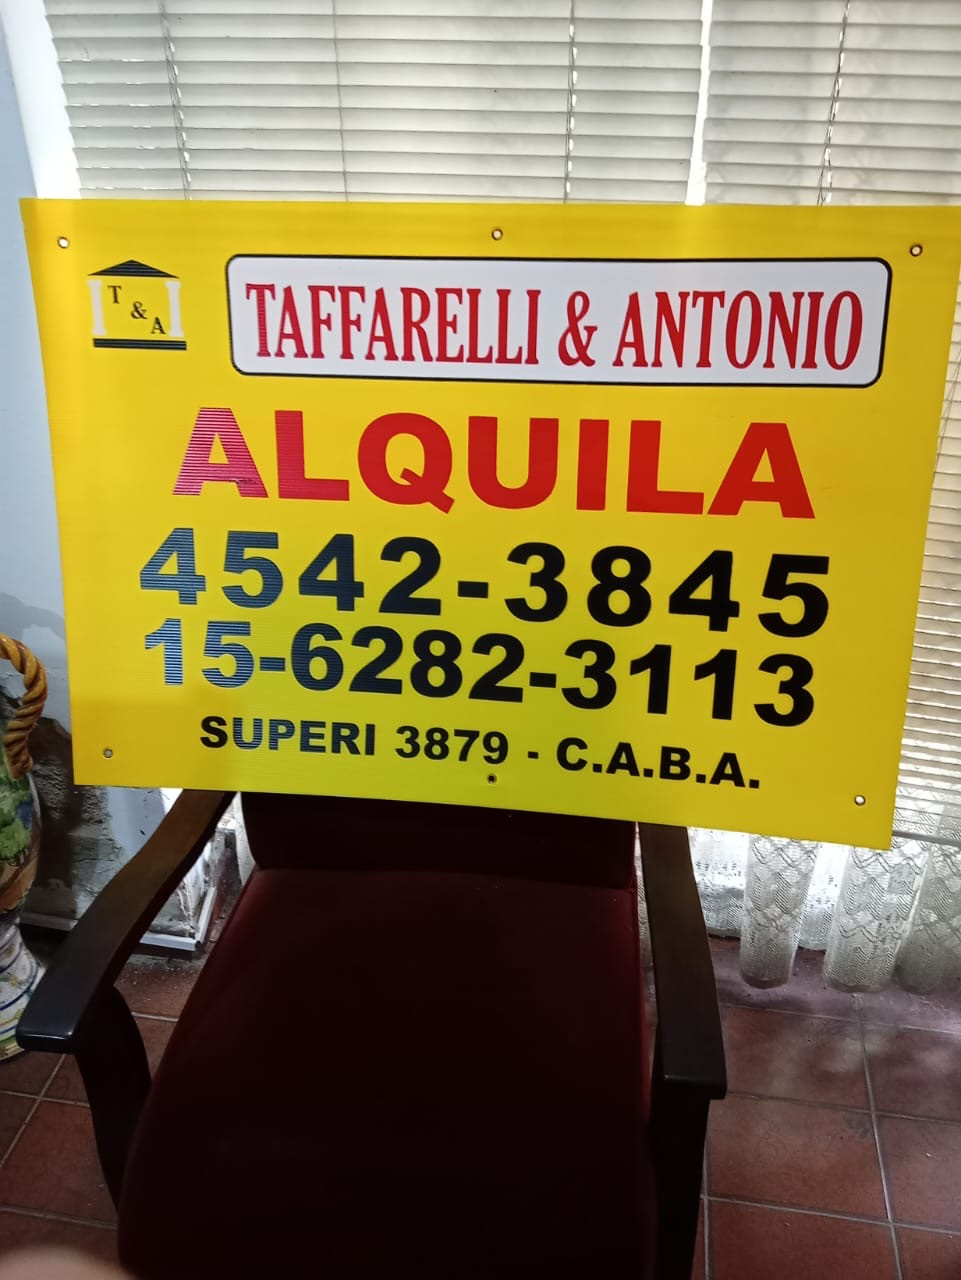 T & A
TAFFARELLI & ANTONIO
ALQUILA
4542-3845
15-6282-3113
SUPERI 3879 - C.A.B.A.